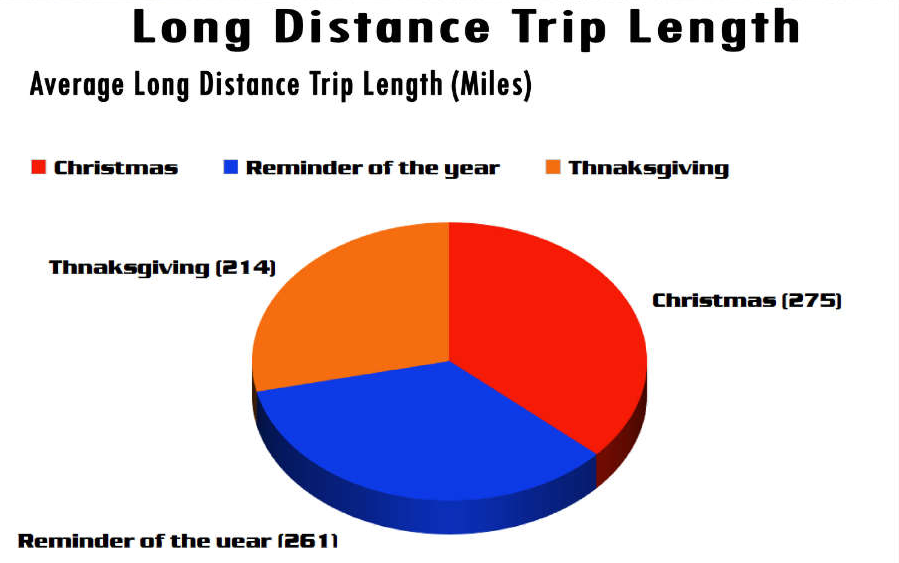 Long Distance Trip Length
Average Long Distance Trip Length (Miles)
Christmas
Reminder of the year
Thnaksgiving
Thnaksgiving (214)
Christmas (275)
Reminder of the year (261)